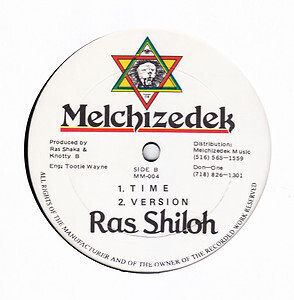 Melchizedek
Produced by
Ras Shaka &
Knotty B
Eng: Tootie Wayne
SIDE B
MM-004
Distribution:
Melchizedek Music
(516) 565-1559
Don-One
(718) 826-1301
1. TIME
2. VERSION
Ras Shiloh
ALL RIGHTS OF THE MANUFACTURER AND OF THE OWNER OF THE RECORDED WORK RESERVED